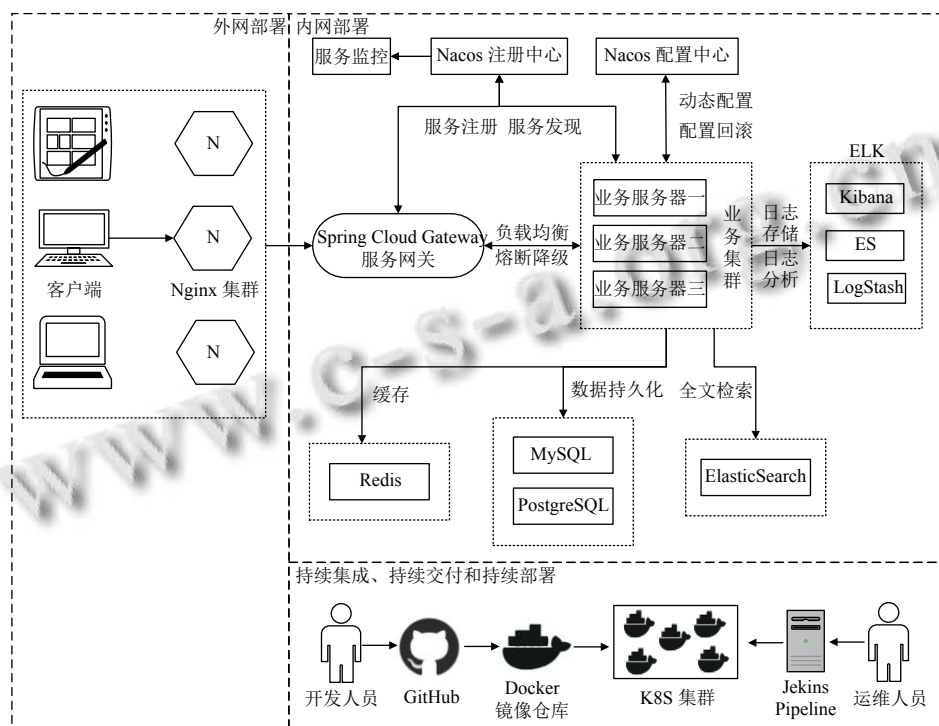 外网部署
内网部署
服务监控
Nacos 注册中心
Nacos 配置中心
服务注册 服务发现
动态配置
配置回滚
N
N
N
客户端
Nginx 集群
Spring Cloud Gateway
服务网关
负载均衡
熔断降级
业务服务器一
业务服务器二
业务服务器三
业务集群
日志
存储
日志
分析
ELK
Kibana
ES
LogStash
缓存
数据持久化
全文检索
Redis
MySQL
PostgreSQL
ElasticSearch
持续集成、持续交付和持续部署
开发人员
GitHub
Docker
镜像仓库
K8S 集群
Jekins
Pipeline
运维人员
www.c-s-a.org.cn